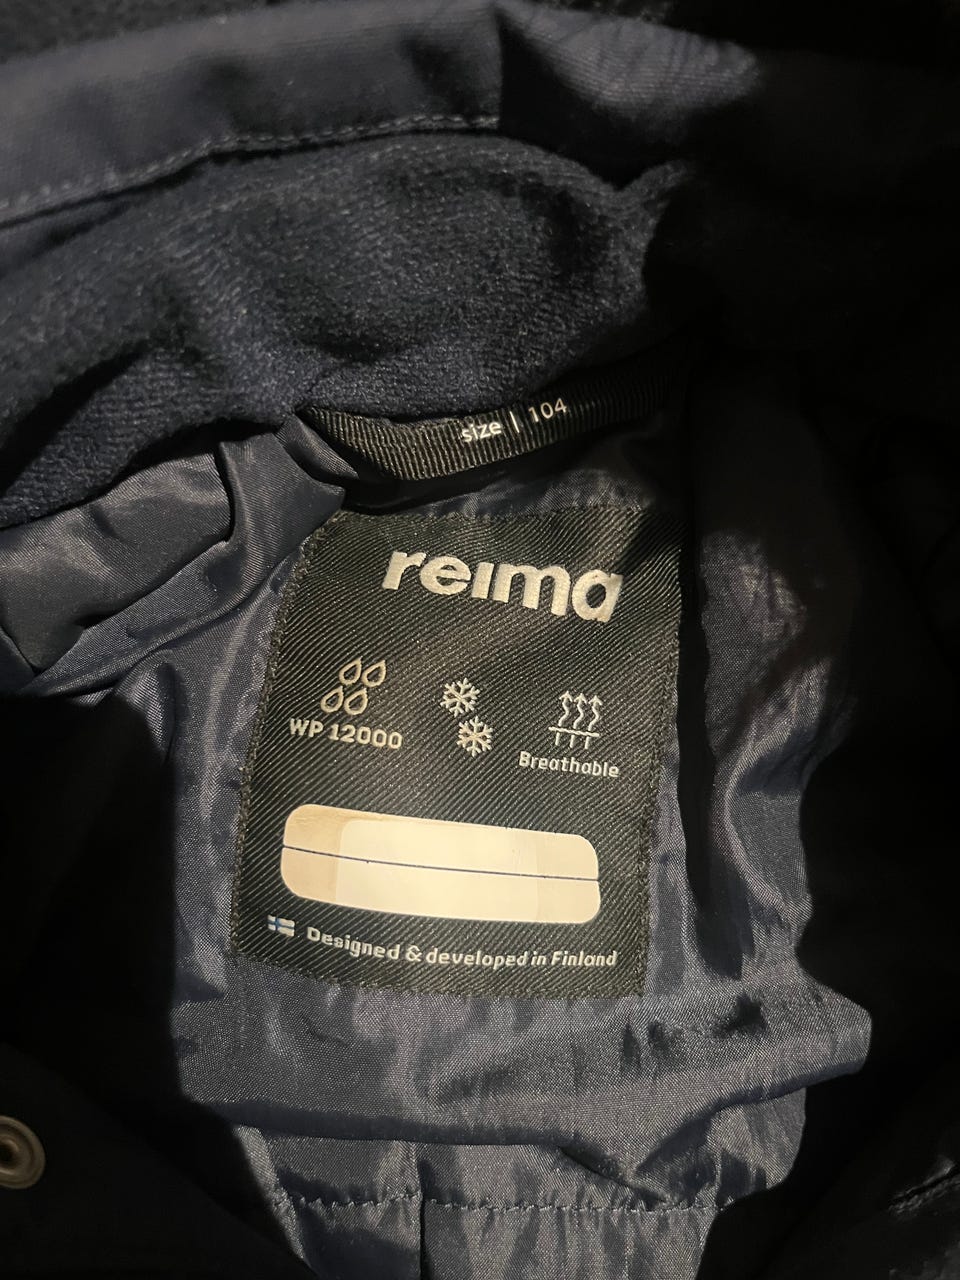 size | 104
reima
WP 12000
Breathable
Designed & developed in Finland